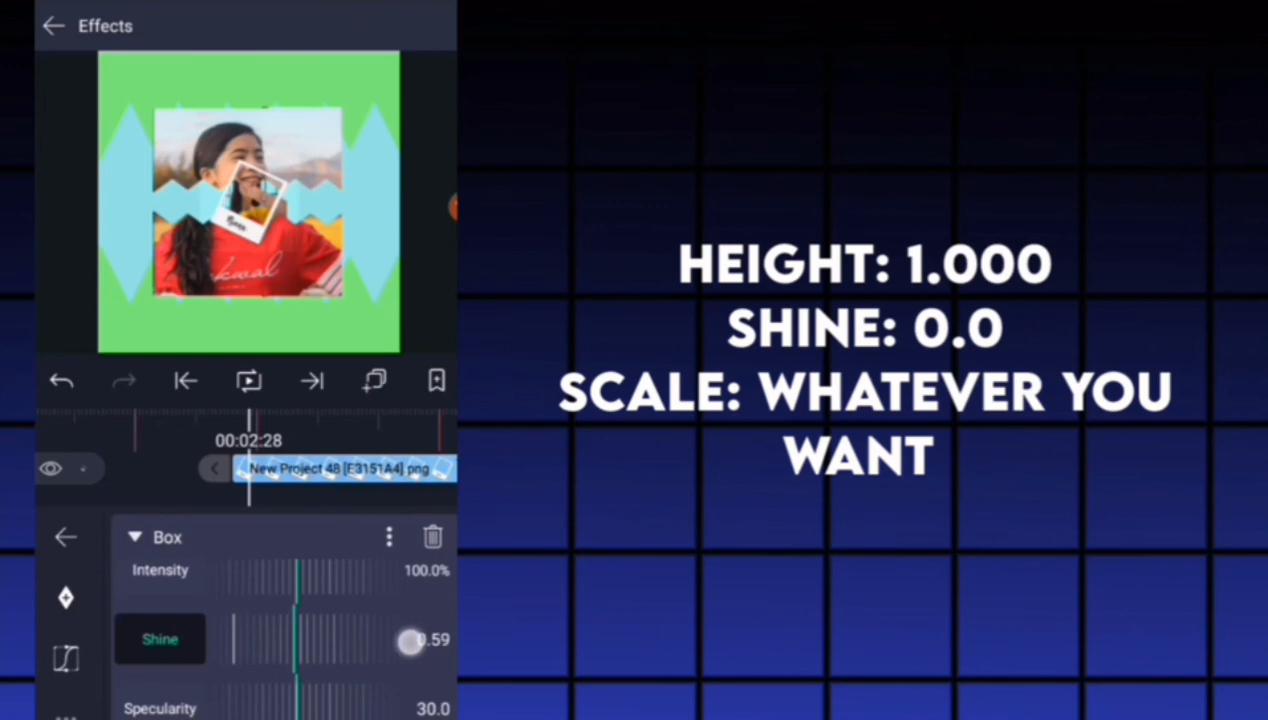 Effects
00:02:28
New Project 48 [E3151A4].png
Box
Intensity 100.0%
Shine 0.59
Specularity 30.0
HEIGHT: 1.000
SHINE: 0.0
SCALE: WHATEVER YOU
WANT